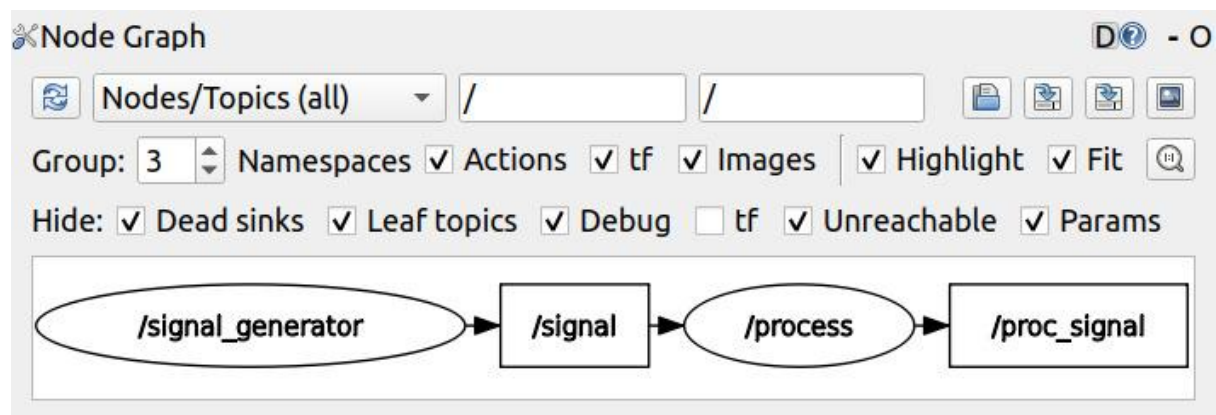 Node Graph D - O
Nodes/Topics (all) / /
Group: 3 Namespaces Actions tf Images Highlight Fit
Hide: Dead sinks Leaf topics Debug tf Unreachable Params
/signal_generator /signal /process /proc_signal